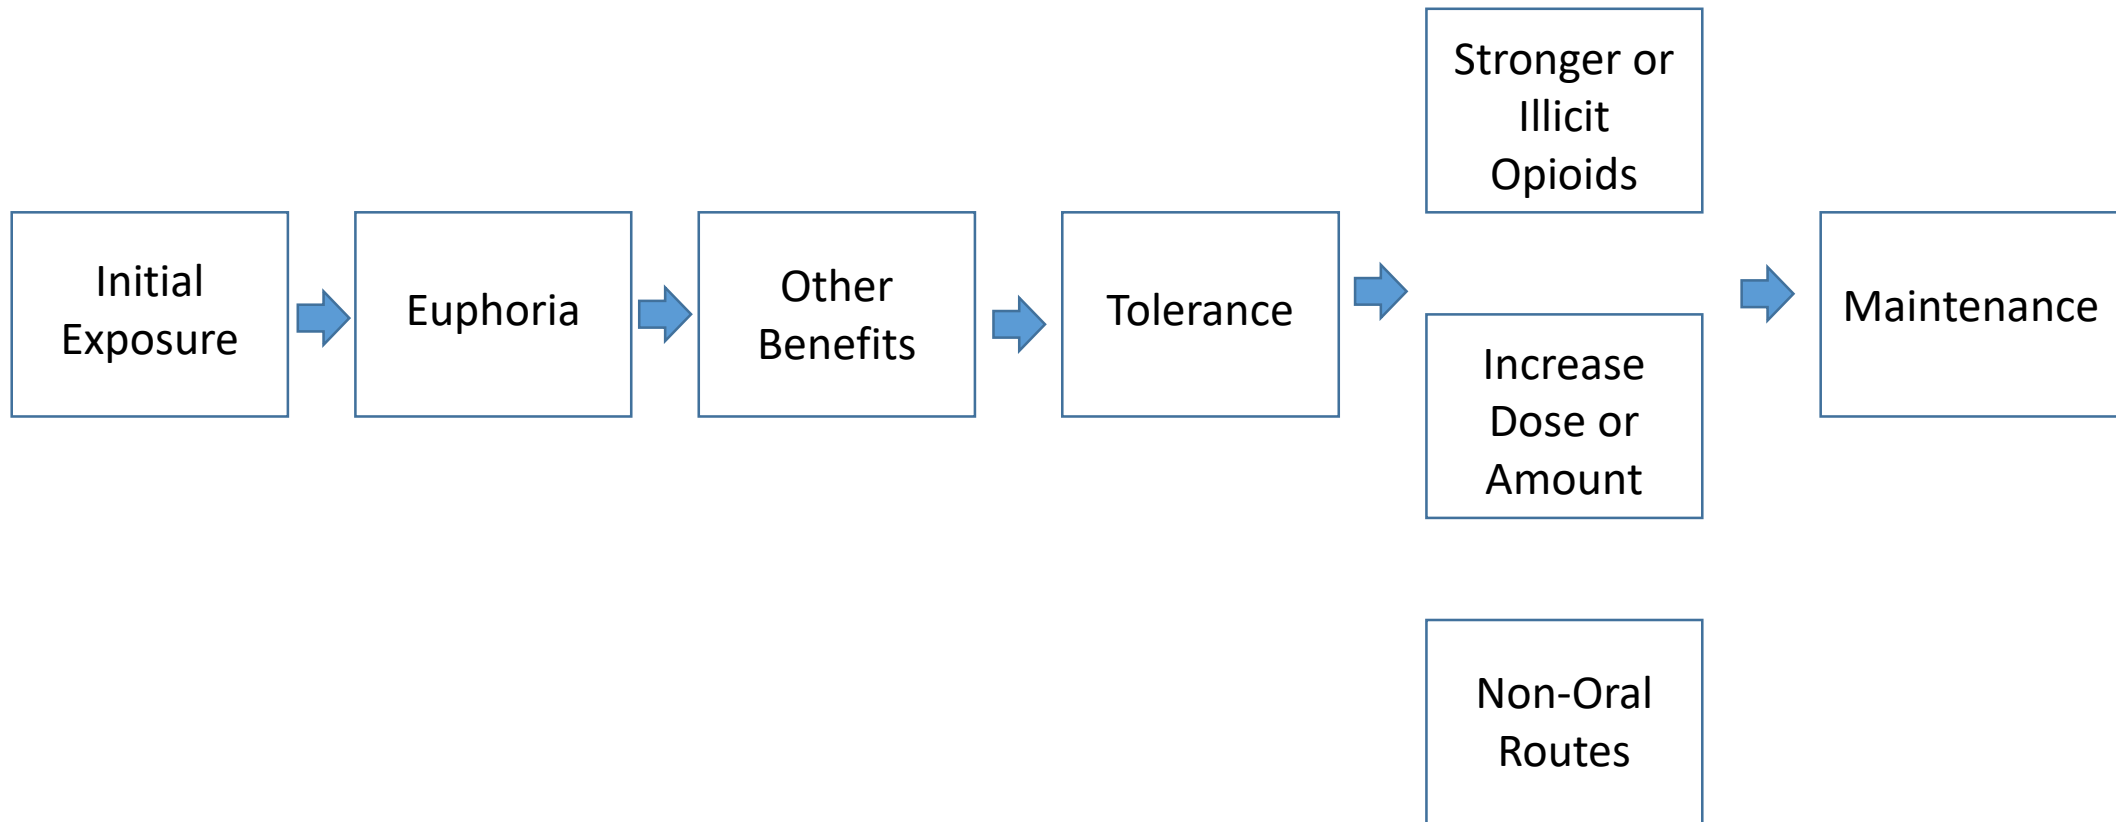 Initial
Exposure
Euphoria
Other
Benefits
Tolerance
Stronger or
Illicit
Opioids
Increase
Dose or
Amount
Non-Oral
Routes
Maintenance